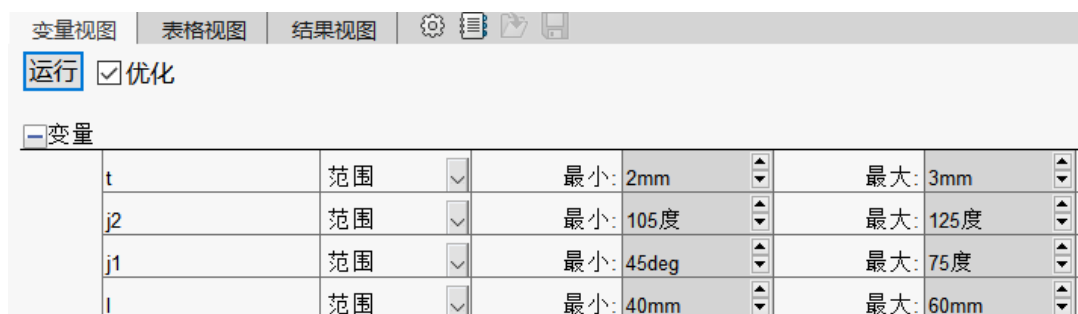 变量视图 表格视图 结果视图
运行 优化
变量
t 范围 最小: 2mm 最大: 3mm
j2 范围 最小: 105度 最大: 125度
j1 范围 最小: 45deg 最大: 75度
l 范围 最小: 40mm 最大: 60mm